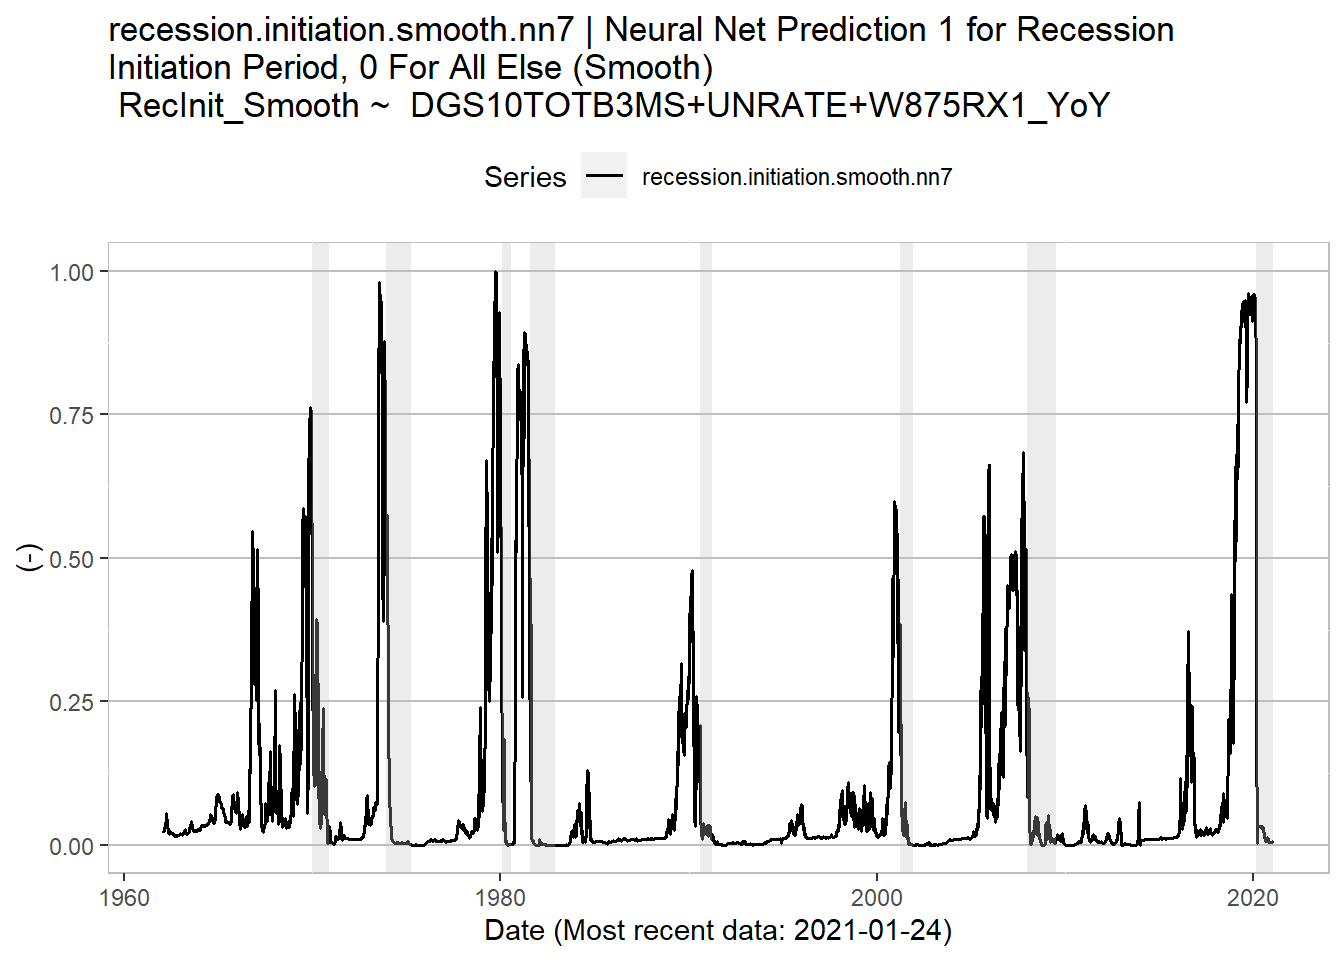 recession.initiation.smooth.nn7 | Neural Net Prediction 1 for Recession
Initiation Period, 0 For All Else (Smooth)
RecInit_Smooth ~ DGS10TOTB3MS+UNRATE+W875RX1_YoY
Series recession.initiation.smooth.nn7
1.00
0.75
0.50
0.25
0.00
(-)
1960 1980 2000 2020
Date (Most recent data: 2021-01-24)